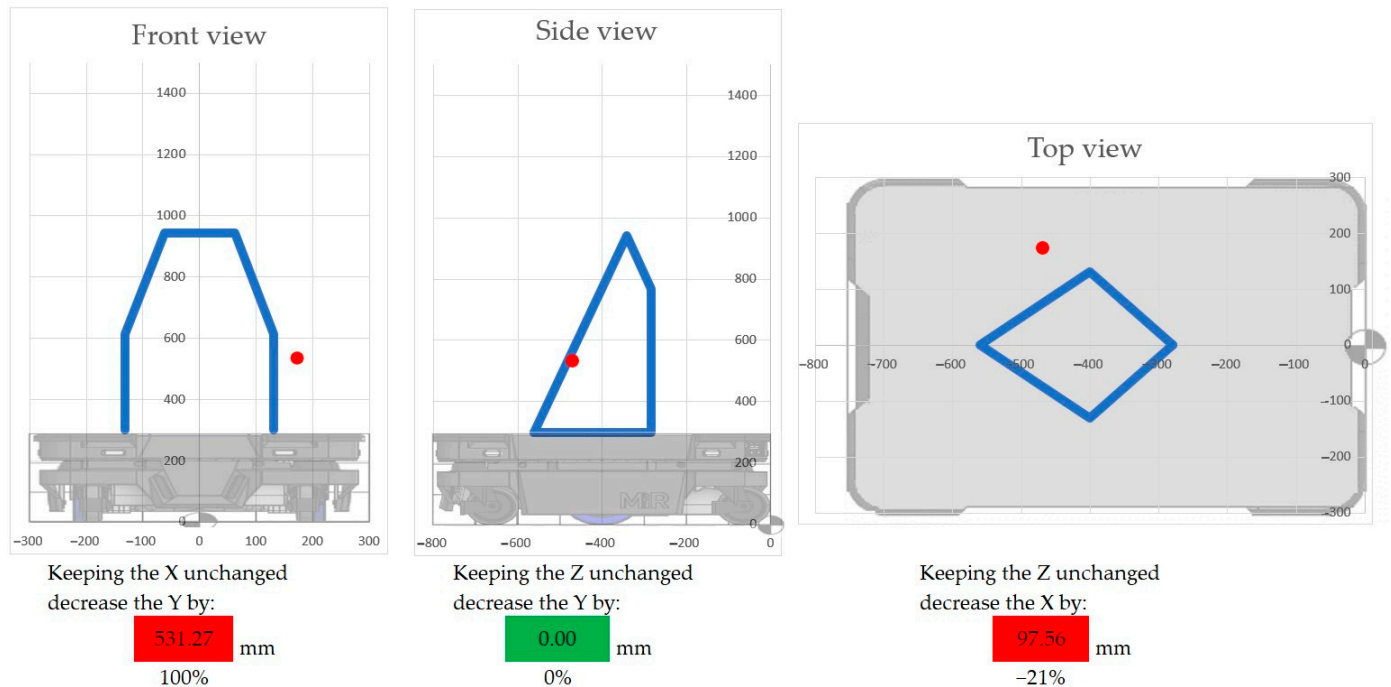 Front view
1400
1200
1000
800
600
400
200
0
−300 −200 −100 0 100 200 300
Keeping the X unchanged
decrease the Y by:
531.27 mm
100%
Side view
1400
1200
1000
800
600
400
200
0
MiR
−800 −600 −400 −200 0
Keeping the Z unchanged
decrease the Y by:
0.00 mm
0%
Top view
300
200
100
0
−800 −700 −600 −500 −400 −300 −200 −100 0
−100
−200
−300
Keeping the Z unchanged
decrease the X by:
97.56 mm
−21%